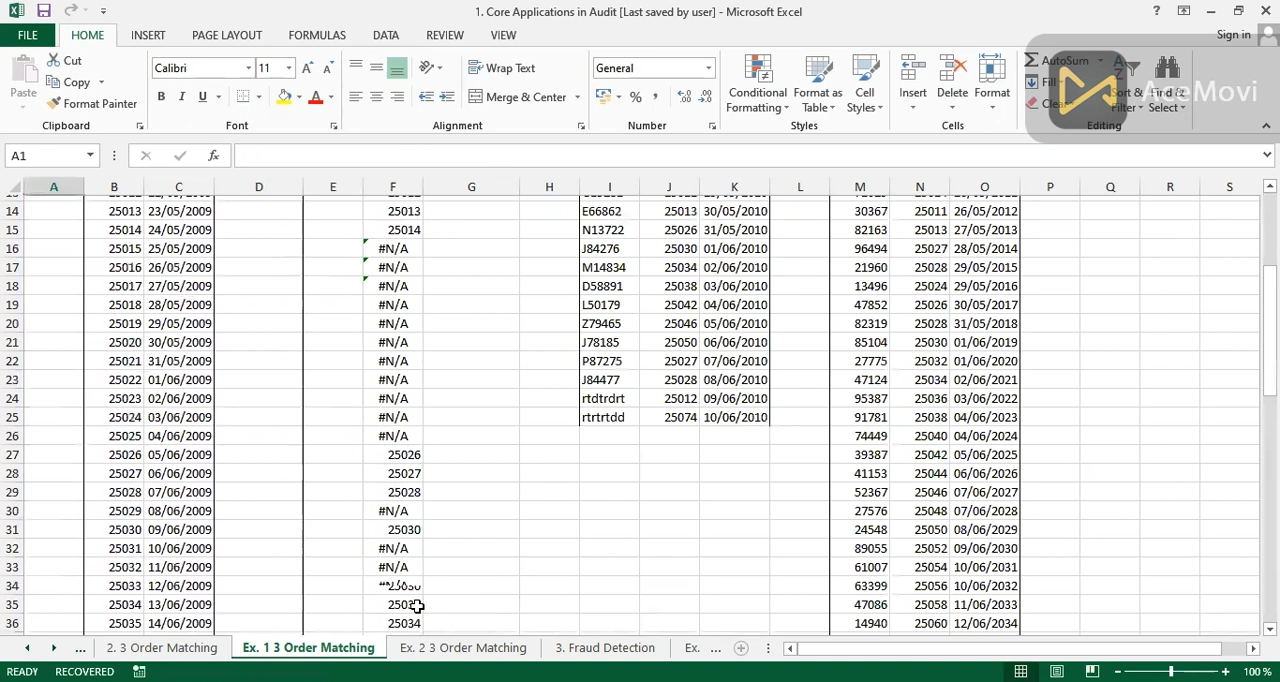 1. Core Applications in Audit [Last saved by user] - Microsoft Excel
FILE HOME INSERT PAGE LAYOUT FORMULAS DATA REVIEW VIEW Sign in
Cut Calibri 11 Wrap Text General AutoSum
Paste Copy Conditional Formatting Format as Table Cell Styles Insert Delete Format Fill Sort & Filter Find & Select
Format Painter Merge & Center Clear
Clipboard Font Alignment Number Styles Cells Editing
AceMovi
A1
A B C D E F G H I J K L M N O P Q R S
14 25013 23/05/2009 25013 E66862 25013 30/05/2010 30367 25011 26/05/2012
15 25014 24/05/2009 25014 N13722 25026 31/05/2010 82163 25013 27/05/2013
16 25015 25/05/2009 #N/A J84276 25030 01/06/2010 96494 25027 28/05/2014
17 25016 26/05/2009 #N/A M14834 25034 02/06/2010 21960 25028 29/05/2015
18 25017 27/05/2009 #N/A D58891 25038 03/06/2010 13496 25024 29/05/2016
19 25018 28/05/2009 #N/A L50179 25042 04/06/2010 47852 25026 30/05/2017
20 25019 29/05/2009 #N/A Z79465 25046 05/06/2010 82319 25028 31/05/2018
21 25020 30/05/2009 #N/A J78185 25050 06/06/2010 85104 25030 01/06/2019
22 25021 31/05/2009 #N/A P87275 25027 07/06/2010 27775 25032 01/06/2020
23 25022 01/06/2009 #N/A J84477 25028 08/06/2010 47124 25034 02/06/2021
24 25023 02/06/2009 #N/A rtdtrdrt 25012 09/06/2010 95387 25036 03/06/2022
25 25024 03/06/2009 #N/A rtrtrtdd 25074 10/06/2010 91781 25038 04/06/2023
26 25025 04/06/2009 #N/A 74449 25040 04/06/2024
27 25026 05/06/2009 25026 39387 25042 05/06/2025
28 25027 06/06/2009 25027 41153 25044 06/06/2026
29 25028 07/06/2009 25028 52367 25046 07/06/2027
30 25029 08/06/2009 #N/A 27576 25048 07/06/2028
31 25030 09/06/2009 25030 24548 25050 08/06/2029
32 25031 10/06/2009 #N/A 89055 25052 09/06/2030
33 25032 11/06/2009 #N/A 61007 25054 10/06/2031
34 25033 12/06/2009 63399 25056 10/06/2032
35 25034 13/06/2009 47086 25058 11/06/2033
36 25035 14/06/2009 25034 14940 25060 12/06/2034
... 2. 3 Order Matching Ex. 1 3 Order Matching Ex. 2 3 Order Matching 3. Fraud Detection Ex. ...
READY RECOVERED 100 %